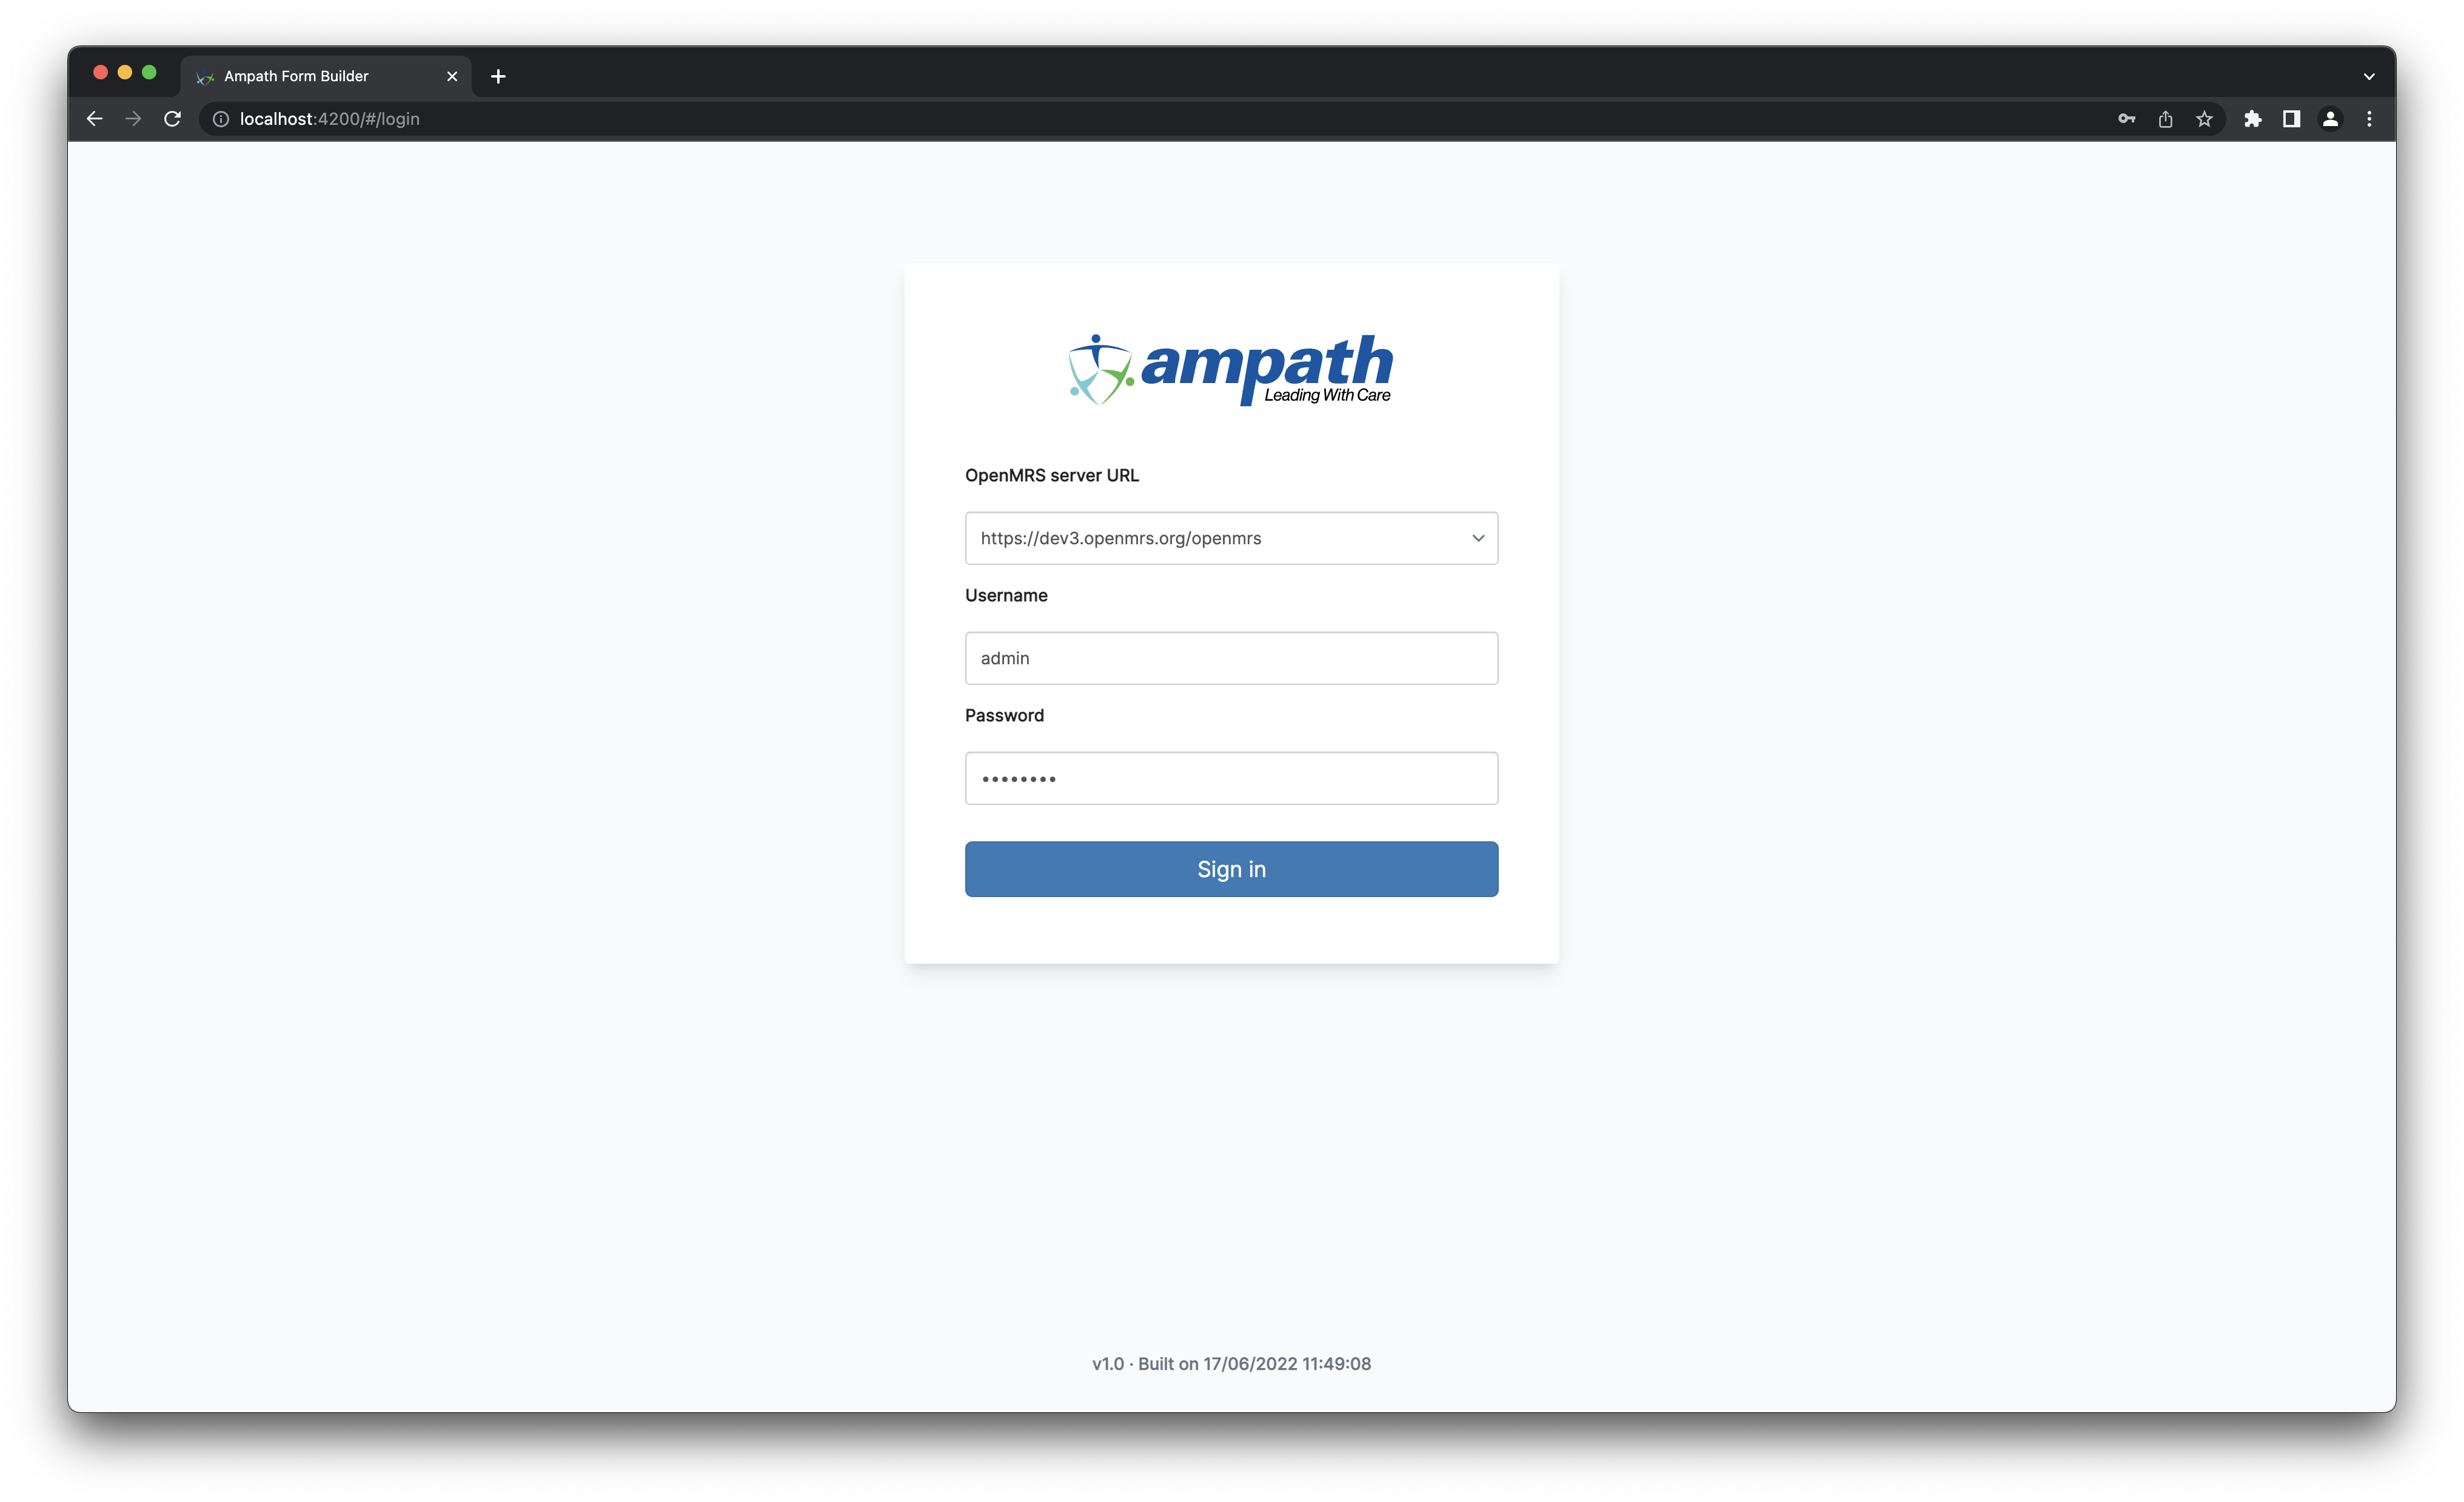 Ampath Form Builder
localhost:4200/#/login
ampath
Leading With Care
OpenMRS server URL
https://dev3.openmrs.org/openmrs
Username
admin
Password
••••••••
Sign in
v1.0 · Built on 17/06/2022 11:49:08